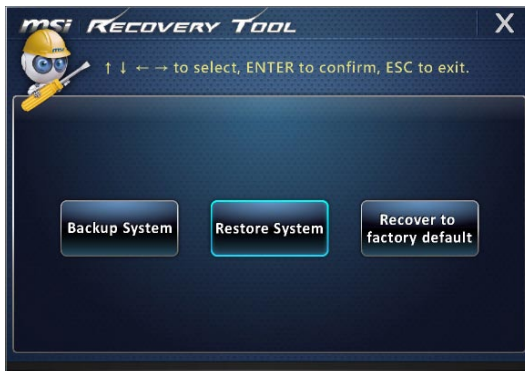 msi RECOVERY TOOL X
↑ ↓ ← → to select, ENTER to confirm, ESC to exit.
msi
Backup System
Restore System
Recover to
factory default